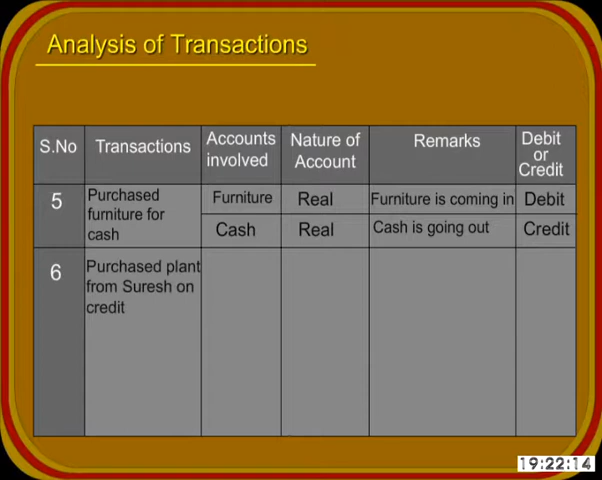 Analysis of Transactions
S.No Transactions Accounts involved Nature of Account Remarks Debit or Credit
5 Purchased furniture for cash Furniture Real Furniture is coming in Debit
Cash Real Cash is going out Credit
6 Purchased plant from Suresh on credit
19:22:14